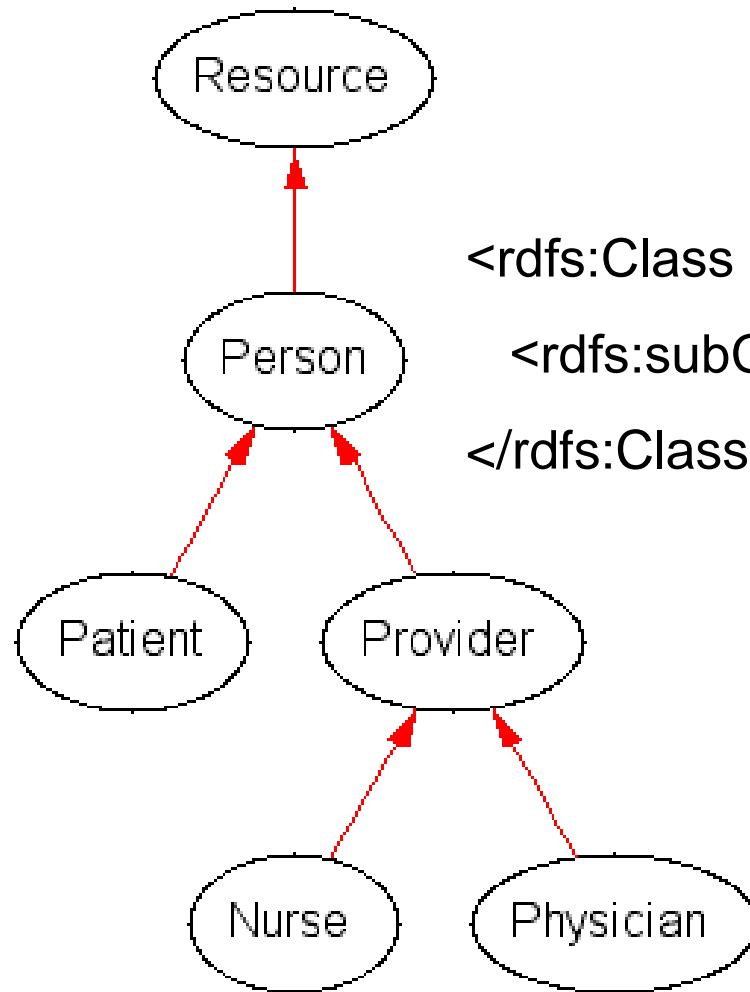 Resource
<rdfs:Class
Person
<rdfs:subC
</rdfs:Class
Patient Provider
Nurse Physician